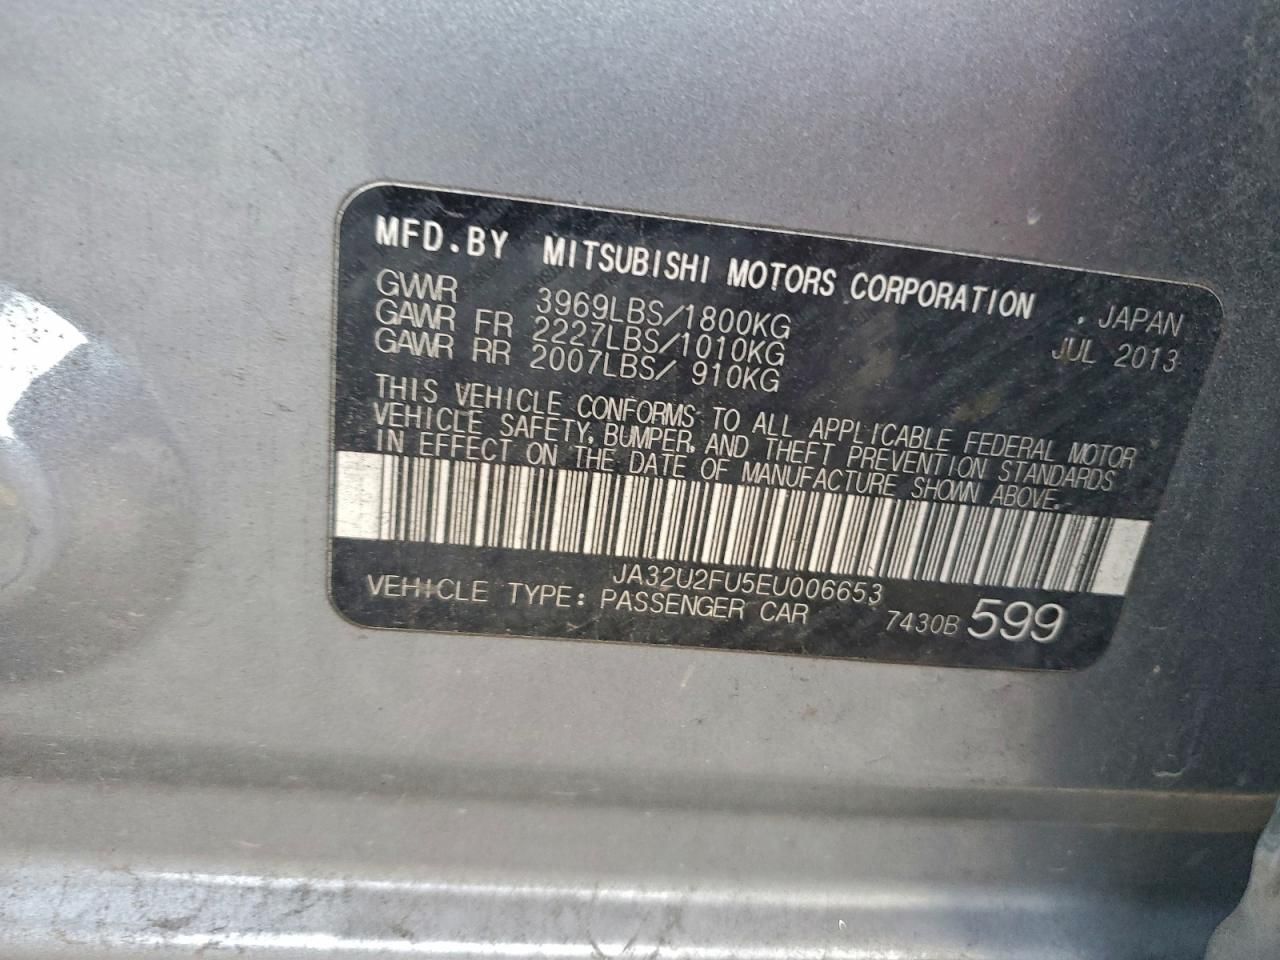 MFD.BY MITSUBISHI MOTORS CORPORATION
GVWR 3969LBS/1800KG . JAPAN
GAWR FR 2227LBS/1010KG JUL 2013
GAWR RR 2007LBS/ 910KG
THIS VEHICLE CONFORMS TO ALL APPLICABLE FEDERAL MOTOR
VEHICLE SAFETY, BUMPER, AND THEFT PREVENTION STANDARDS
IN EFFECT ON THE DATE OF MANUFACTURE SHOWN ABOVE.
JA32U2FU5EU006653
VEHICLE TYPE: PASSENGER CAR 7430B 599